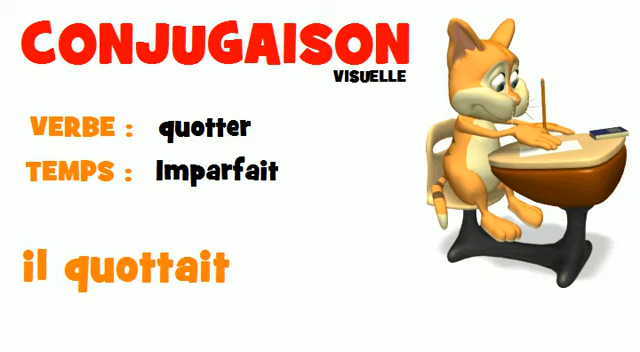 CONJUGAISON
VISUELLE
VERBE : quotter
TEMPS : Imparfait
il quottait